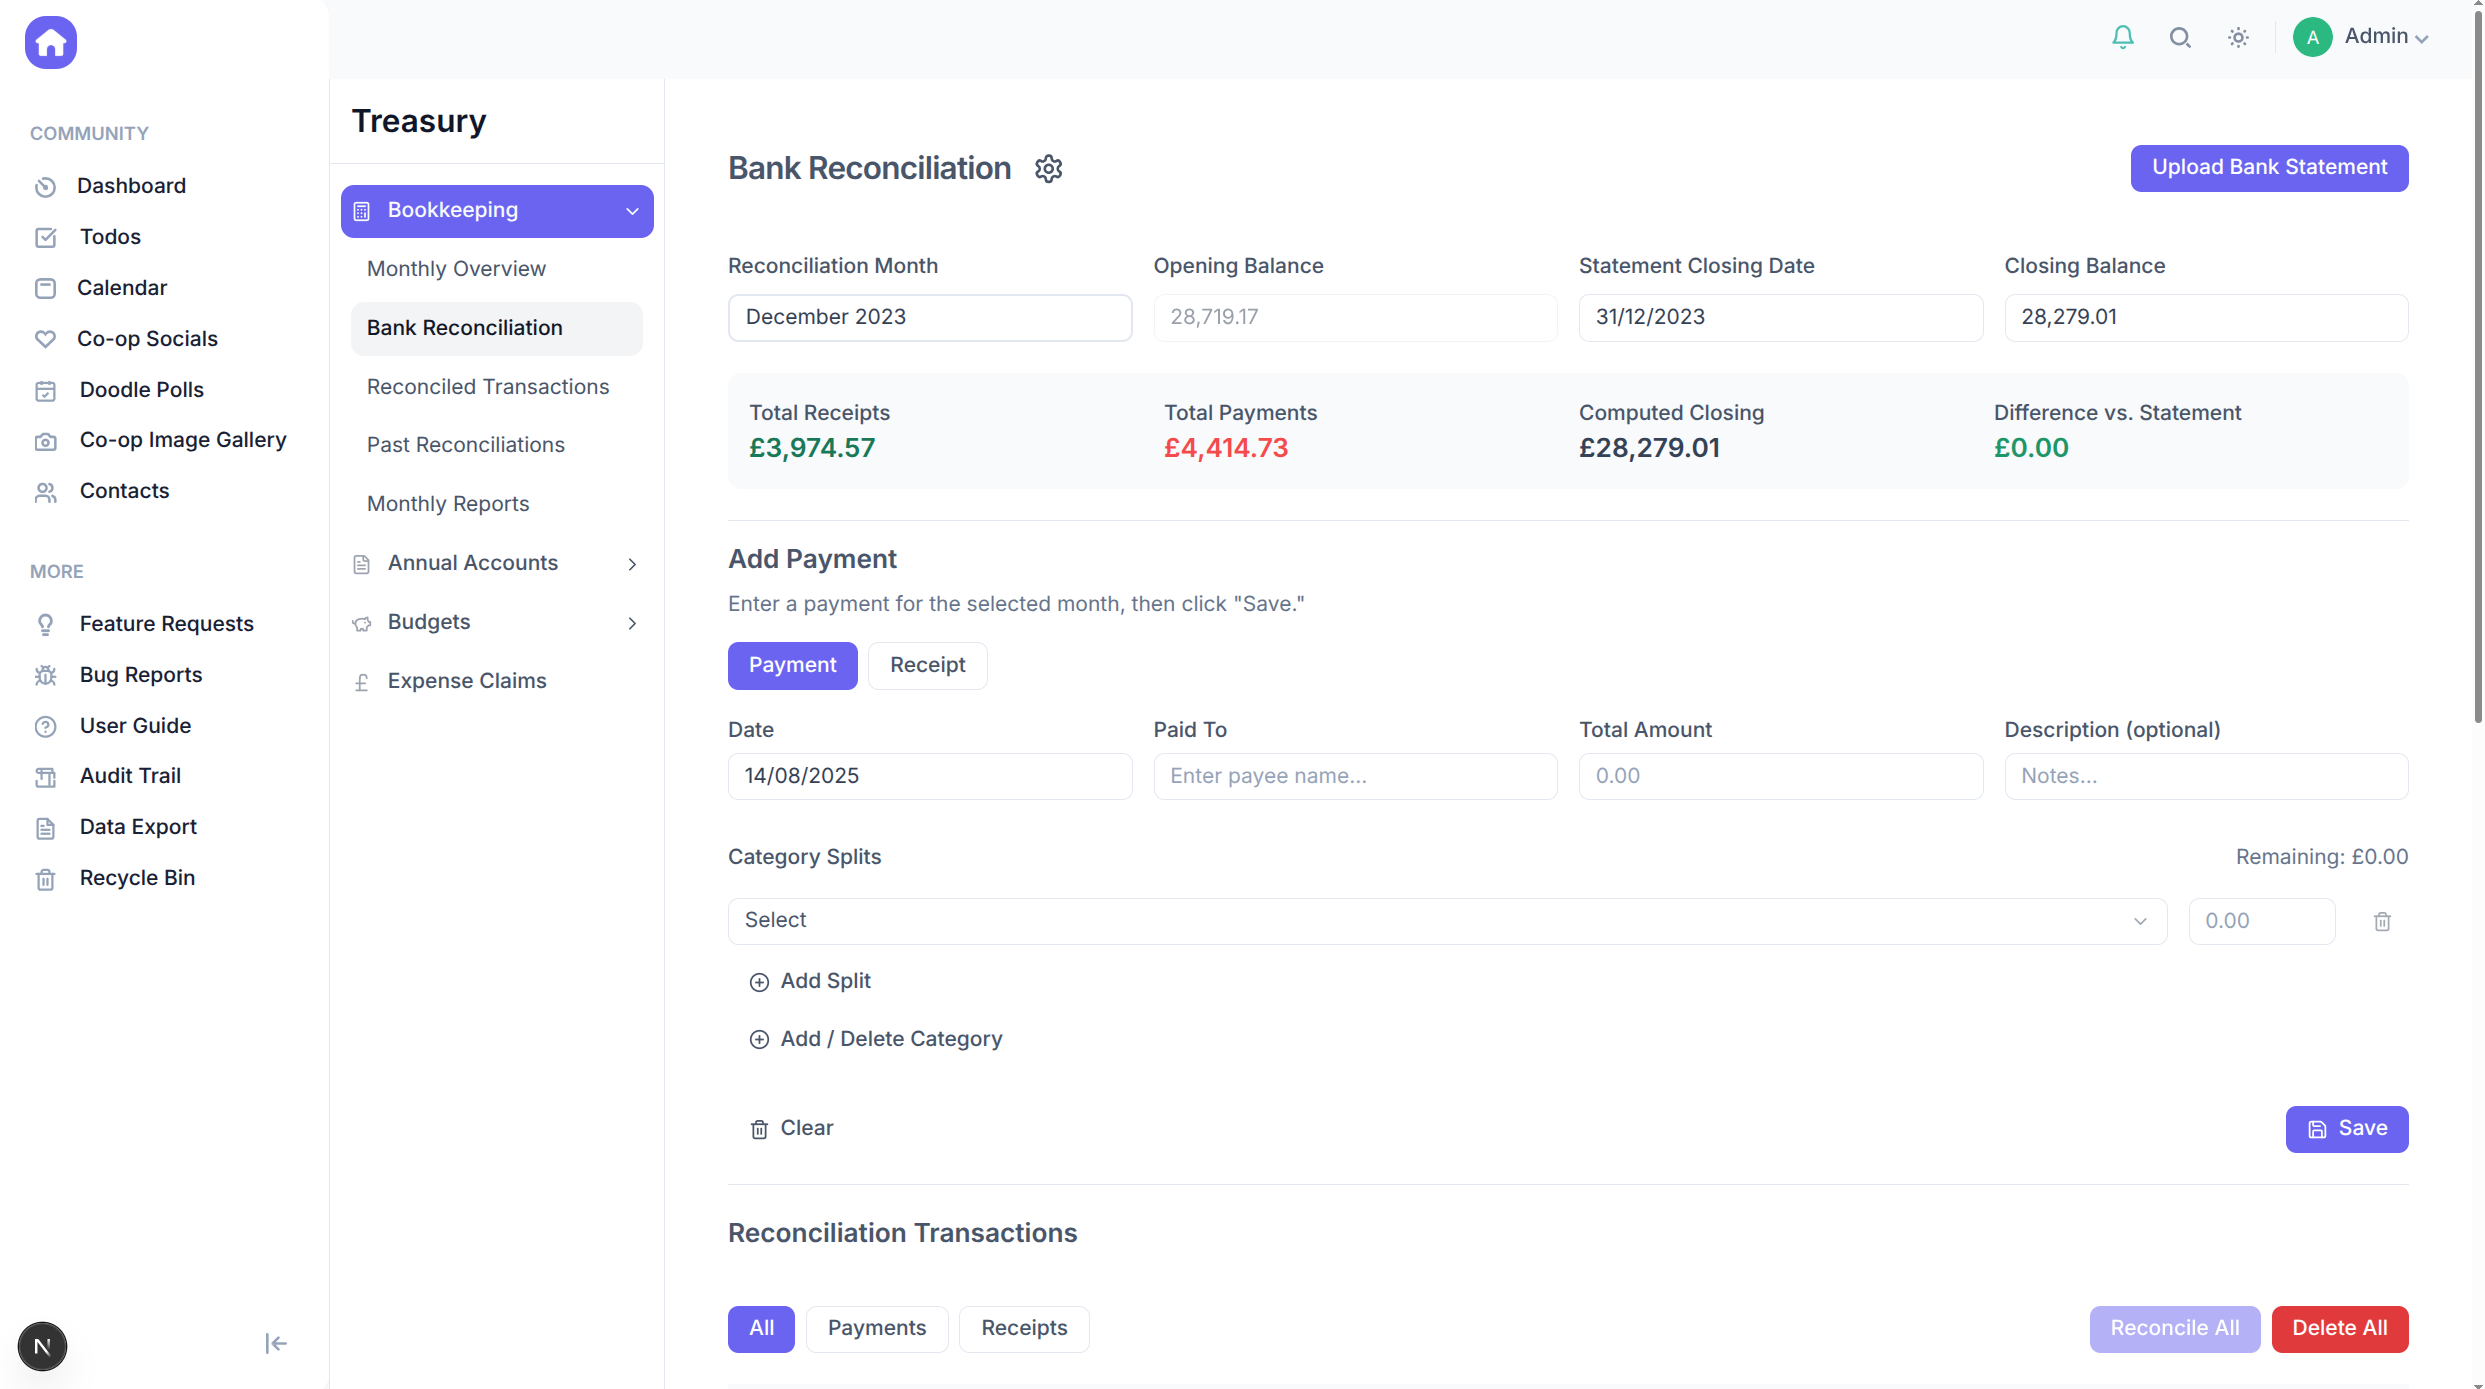 A
Admin
COMMUNITY
Dashboard
Todos
Calendar
Co-op Socials
Doodle Polls
Co-op Image Gallery
Contacts
MORE
Feature Requests
Bug Reports
User Guide
Audit Trail
Data Export
Recycle Bin
N
Treasury
Bookkeeping
Monthly Overview
Bank Reconciliation
Reconciled Transactions
Past Reconciliations
Monthly Reports
Annual Accounts
Budgets
£ Expense Claims
Bank Reconciliation
Upload Bank Statement
Reconciliation Month Opening Balance Statement Closing Date Closing Balance
December 2023 28,719.17 31/12/2023 28,279.01
Total Receipts Total Payments Computed Closing Difference vs. Statement
£3,974.57 £4,414.73 £28,279.01 £0.00
Add Payment
Enter a payment for the selected month, then click "Save."
Payment Receipt
Date Paid To Total Amount Description (optional)
14/08/2025 Enter payee name... 0.00 Notes...
Category Splits Remaining: £0.00
Select 0.00
Add Split
Add / Delete Category
Clear Save
Reconciliation Transactions
All Payments Receipts Reconcile All Delete All